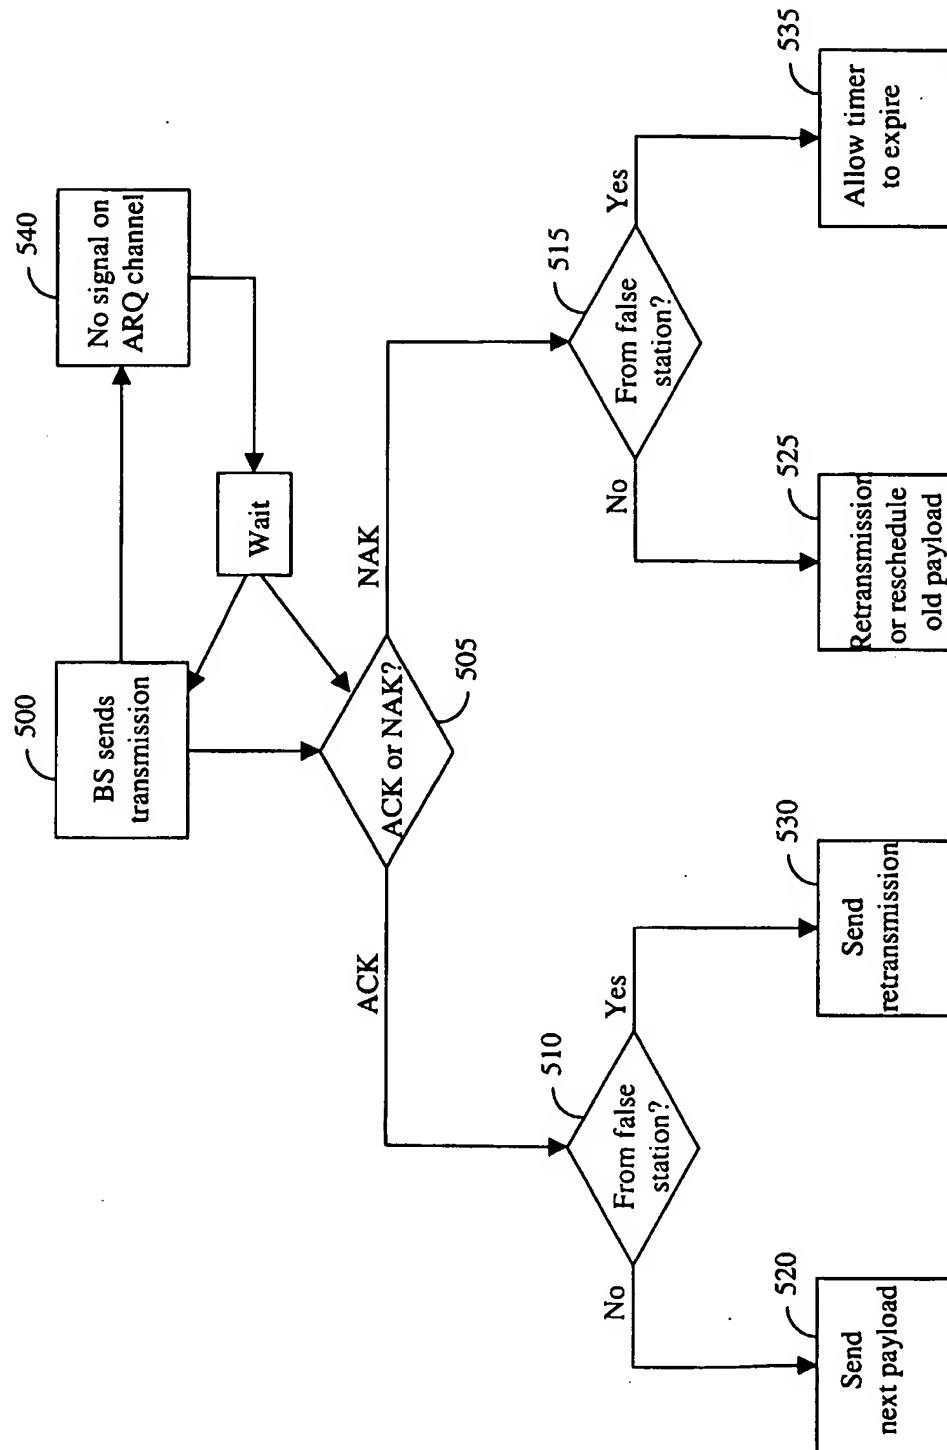 500
BS sends
transmission
540
No signal on
ARQ channel
Wait
ACK or NAK?
505
ACK
NAK
510
From false
station?
No
Yes
515
From false
station?
No
Yes
520
Send
next payload
530
Send
retransmission
525
Retransmission
or reschedule
old payload
535
Allow timer
to expire